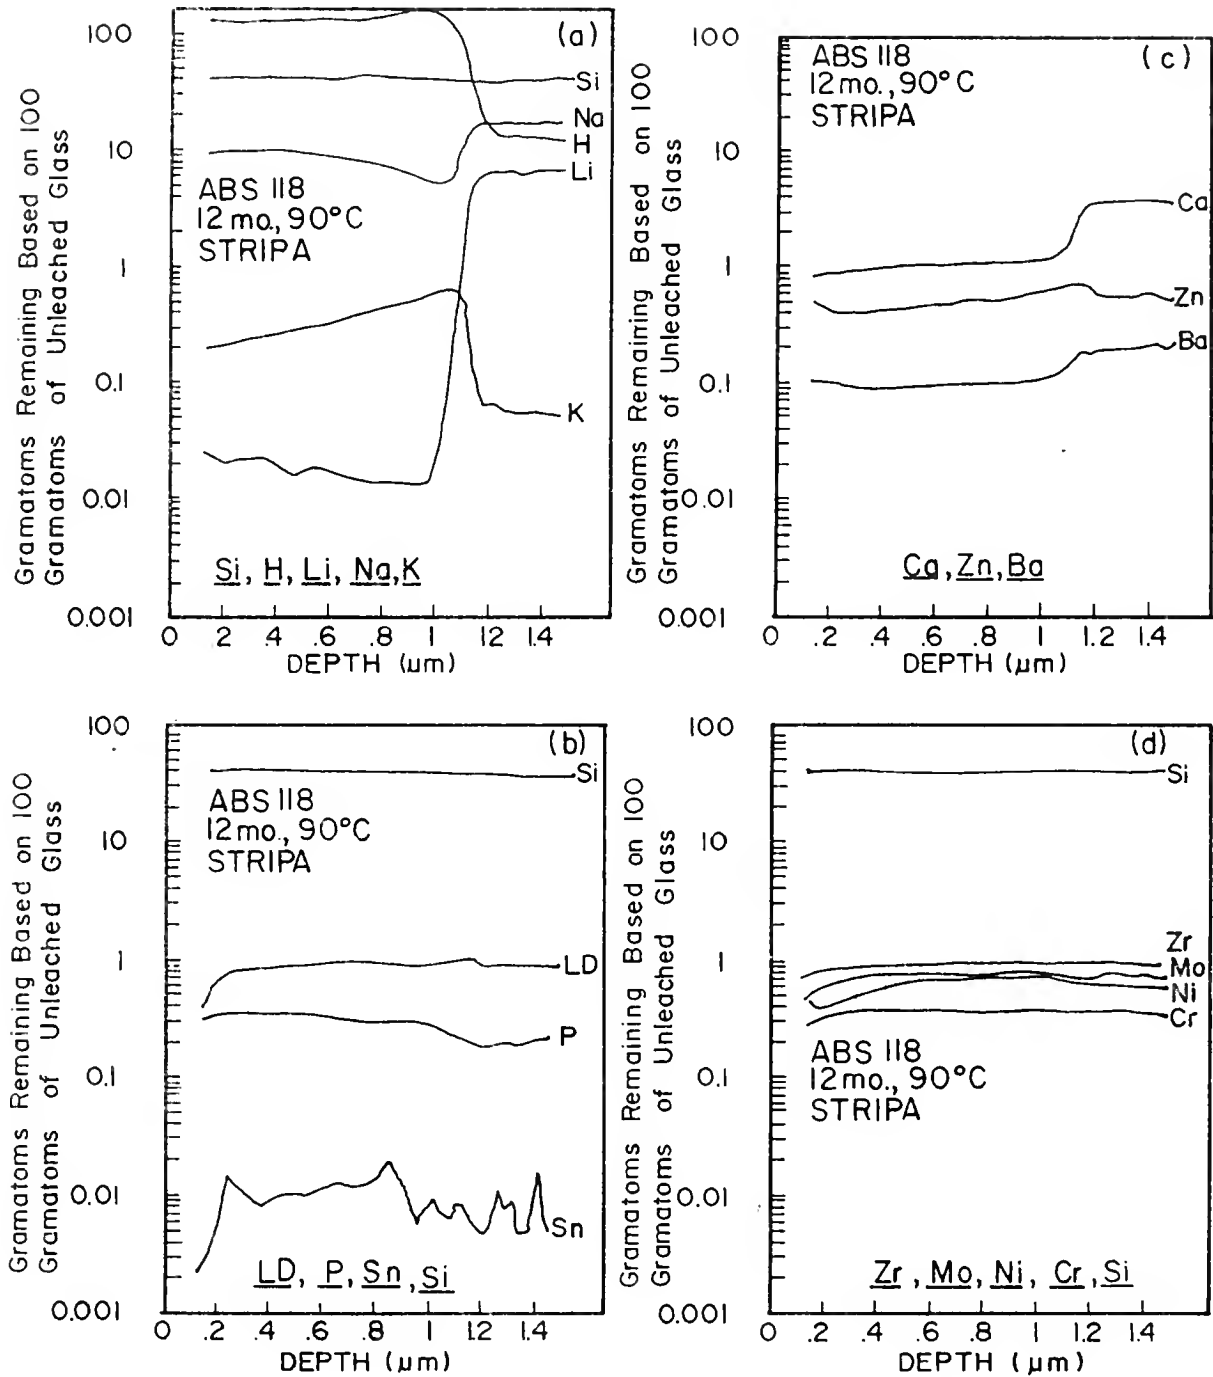 Gramatoms Remaining Based on 100
Gramatoms of Unleached Glass
100
10
1
0.1
0.01
0.001
(a)
Si
Na
H
Li
K
ABS 118
12 mo., 90°C
STRIPA
Si, H, Li, Na, K
0 .2 .4 .6 .8 1 1.2 1.4
DEPTH (μm)
Gramatoms Remaining Based on 100
Gramatoms of Unleached Glass
100
10
1
0.1
0.01
0.001
(c)
ABS 118
12 mo., 90°C
STRIPA
Ca
Zn
Ba
Ca, Zn, Ba
0 .2 .4 .6 .8 1 1.2 1.4
DEPTH (μm)
Gramatoms Remaining Based on 100
Gramatoms of Unleached Glass
100
10
1
0.1
0.01
0.001
(b)
Si
ABS 118
12 mo., 90°C
STRIPA
LD
P
Sn
LD, P, Sn, Si
0 .2 .4 .6 .8 1 1.2 1.4
DEPTH (μm)
Gramatoms Remaining Based on 100
Gramatoms of Unleached Glass
100
10
1
0.1
0.01
0.001
(d)
Si
Zr
Mo
Ni
Cr
ABS 118
12 mo., 90°C
STRIPA
Zr, Mo, Ni, Cr, Si
0 .2 .4 .6 .8 1 1.2 1.4
DEPTH (μm)